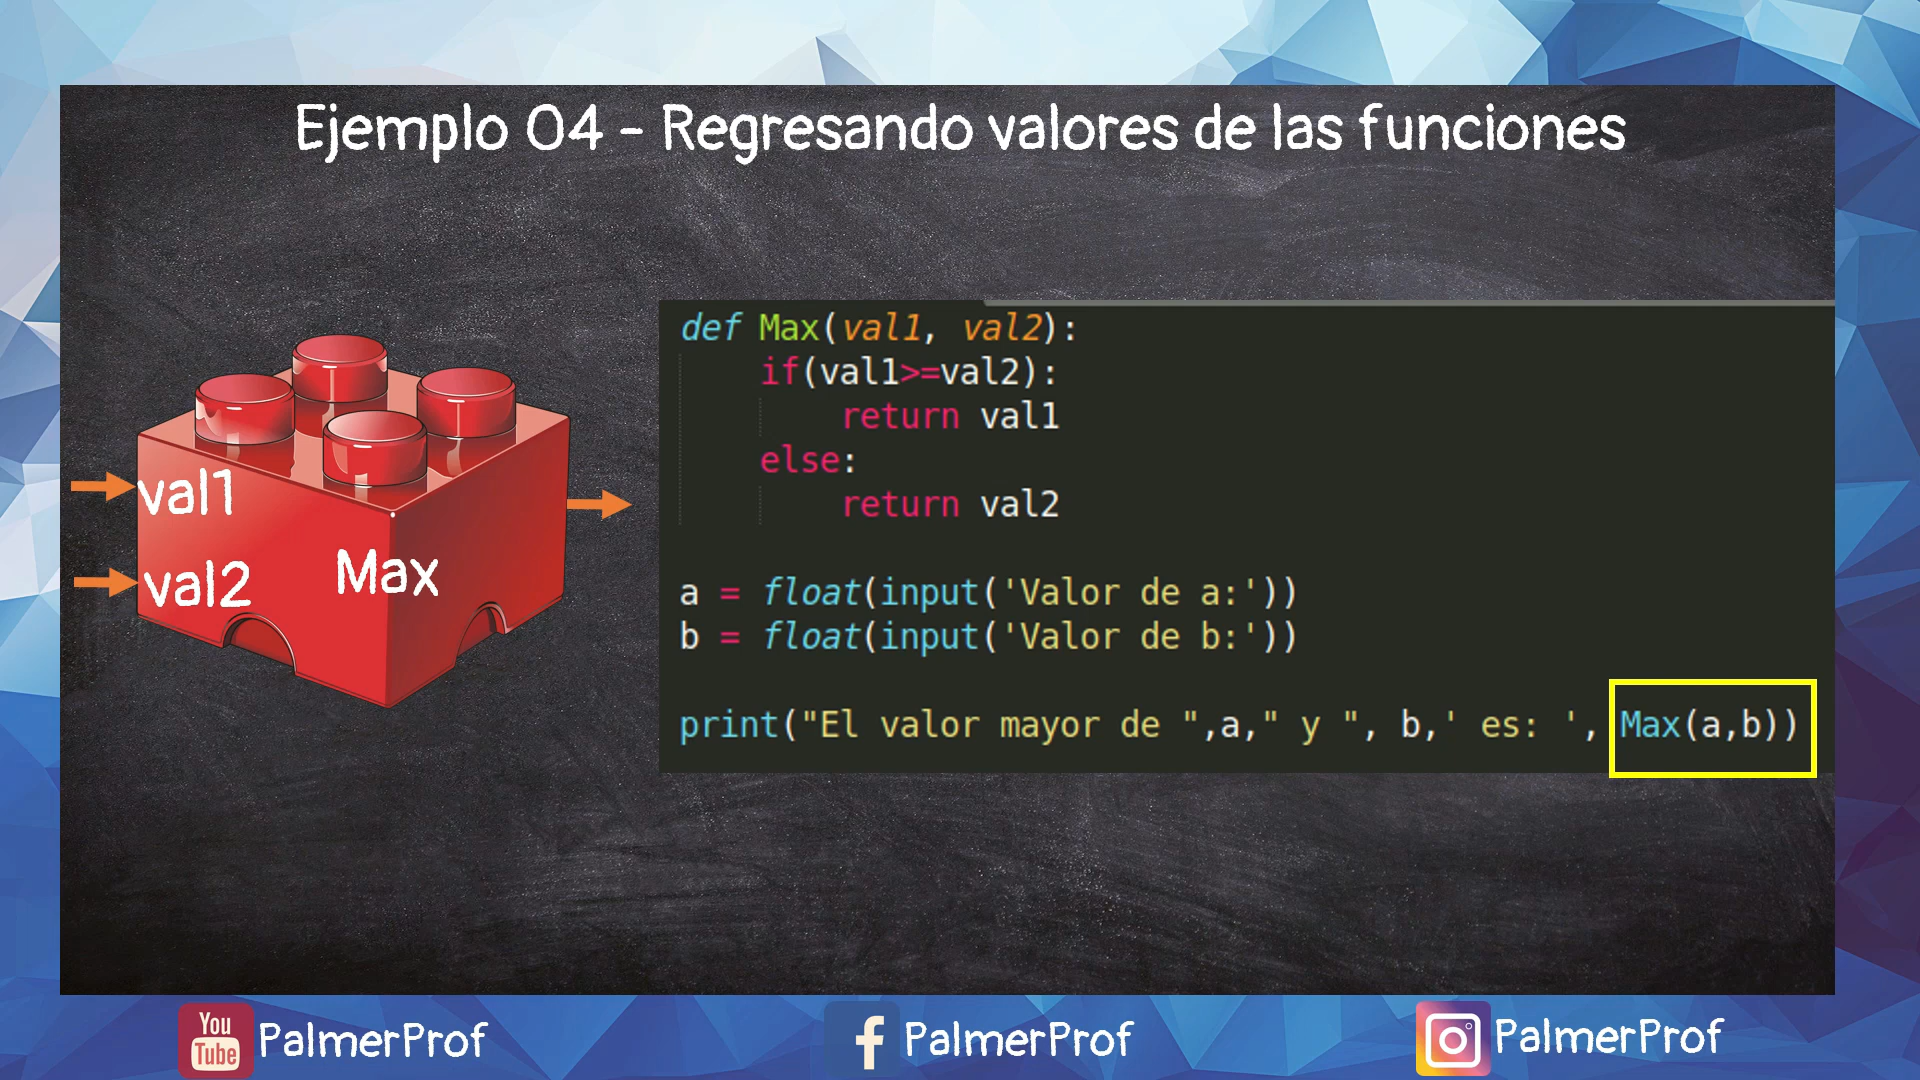 Ejemplo 04 - Regresando valores de las funciones
val1
val2
Max
def Max(val1, val2):
    if(val1>=val2):
        return val1
    else:
        return val2
a = float(input('Valor de a:'))
b = float(input('Valor de b:'))
print("El valor mayor de ",a," y ", b,' es: ', Max(a,b))
You
Tube
PalmerProf
f PalmerProf
PalmerProf